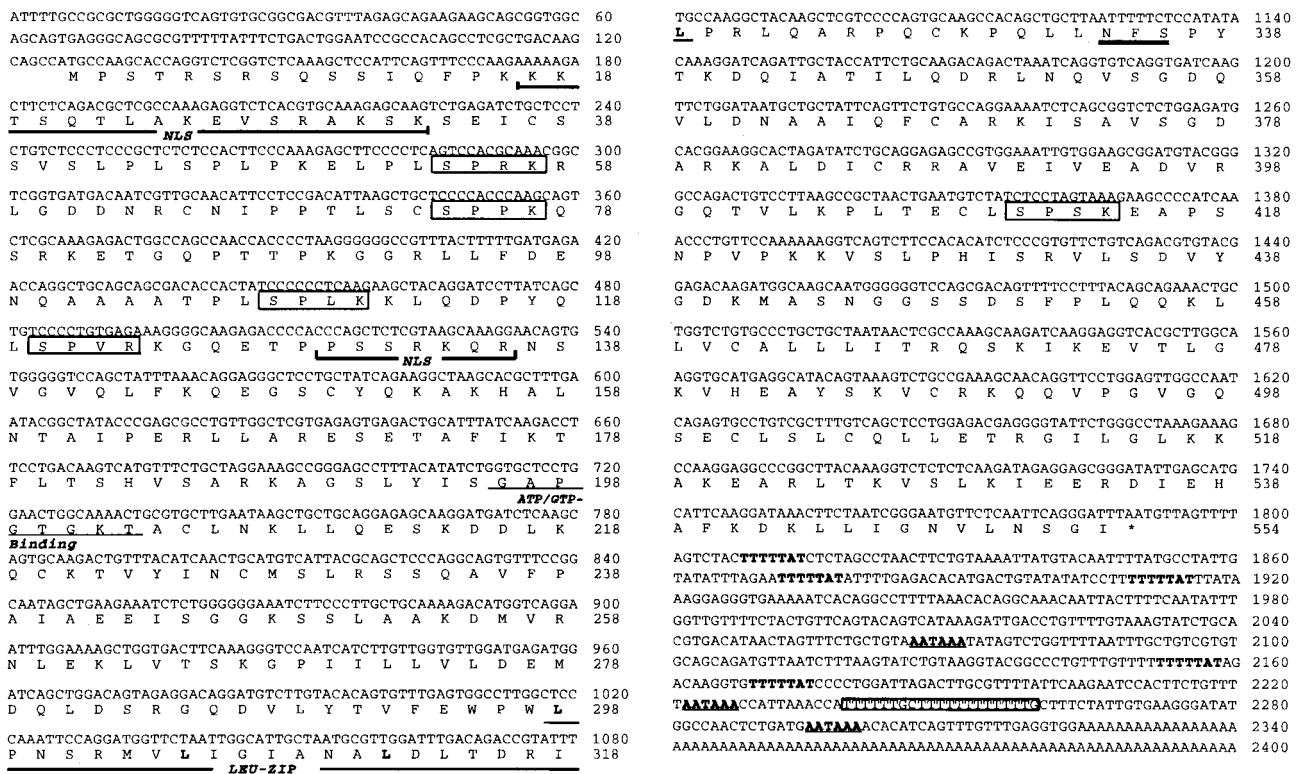 ATTTTGCCGCGCTGGGGGTCAGTGTGCGGCGACGTTTAGAGCAGAAGAAGCAGCGGTGGC 60
AGCAGTGAGGGCAGCGCGTTTTTATTTCTGACTGGAATCCGCCACAGCCTCGCTGACAAG 120
CAGCCATGCCAAGCACCAGGTCTCGGTCTCAAAGCTCCATTCAGTTTCCCAAGAAAAAGA 180
M P S T R S R S Q S S I Q F P K K K 18
CTTCTCAGACGCTCGCCAAAGAGGTCTCACGTGCAAAGAGCAAGTCTGAGATCTGCTCCT 240
T S Q T L A K E V S R A K S K S E I C S 38
NLS
CTGTCTCCCTCCCGCTCTCTCCACTTCCCAAAGAGCTTCCCCTCAGTCCACGCAAACGGC 300
S V S L P L S P L P K E L P L S P R K R 58
TCGGTGATGACAATCGTTGCAACATTCCTCCGACATTAAGCTGCTCCCCACCCAAGCAGT 360
L G D D N R C N I P P T L S C S P P K Q 78
CTCGCAAAGAGACTGGCCAGCCAACCACCCCTAAGGGGGGCCGTTTACTTTTTGATGAGA 420
S R K E T G Q P T T P K G G R L L F D E 98
ACCAGGCTGCAGCAGCGACACCACTATCCCCCCTCAAGAAGCTACAGGATCCTTATCAGC 480
N Q A A A A T P L S P L K K L Q D P Y Q 118
TGTCCCCTGTGAGAAAGGGGCAAGAGACCCCACCCAGCTCTCGTAAGCAAAGGAACAGTG 540
L S P V R K G Q E T P P S S R K Q R N S 138
NLS
TGGGGGTCCAGCTATTTAAACAGGAGGGCTCCTGCTATCAGAAGGCTAAGCACGCTTTGA 600
V G V Q L F K Q E G S C Y Q K A K H A L 158
ATACGGCTATACCCGAGCGCCTGTTGGCTCGTGAGAGTGAGACTGCATTTATCAAGACCT 660
N T A I P E R L L A R E S E T A F I K T 178
TCCTGACAAGTCATGTTTCTGCTAGGAAAGCCGGGAGCCTTTACATATCTGGTGCTCCTG 720
F L T S H V S A R K A G S L Y I S G A P 198
ATP/GTP-
GAACTGGCAAAACTGCGTGCTTGAATAAGCTGCTGCAGGAGAGCAAGGATGATCTCAAGC 780
G T G K T A C L N K L L Q E S K D D L K 218
Binding
AGTGCAAGACTGTTTACATCAACTGCATGTCATTACGCAGCTCCCAGGCAGTGTTTCCGG 840
Q C K T V Y I N C M S L R S S Q A V F P 238
CAATAGCTGAAGAAATCTCTGGGGGGAAATCTTCCCTTGCTGCAAAAGACATGGTCAGGA 900
A I A E E I S G G K S S L A A K D M V R 258
ATTTGGAAAAGCTGGTGACTTCAAAGGGTCCAATCATCTTGTTGGTGTTGGATGAGATGG 960
N L E K L V T S K G P I I L L V L D E M 278
ATCAGCTGGACAGTAGAGGACAGGATGTCTTGTACACAGTGTTTGAGTGGCCTTGGCTCC 1020
D Q L D S R G Q D V L Y T V F E W P W L 298
CAAATTCCAGGATGGTTCTAATTGGCATTGCTAATGCGTTGGATTTGACAGACCGTATTT 1080
P N S R M V L I G I A N A L D L T D R I 318
LEU-ZIP
TGCCAAGGCTACAAGCTCGTCCCCAGTGCAAGCCACAGCTGCTTAATTTTTCTCCATATA 1140
L P R L Q A R P Q C K P Q L L N F S P Y 338
CAAAGGATCAGATTGCTACCATTCTGCAAGACAGACTAAATCAGGTGTCAGGTGATCAAG 1200
T K D Q I A T I L Q D R L N Q V S G D Q 358
TTCTGGATAATGCTGCTATTCAGTTCTGTGCCAGGAAAATCTCAGCGGTCTCTGGAGATG 1260
V L D N A A I Q F C A R K I S A V S G D 378
CACGGAAGGCACTAGATATCTGCAGGAGAGCCGTGGAAATTGTGGAAGCGGATGTACGGG 1320
A R K A L D I C R R A V E I V E A D V R 398
GCCAGACTGTCCTTAAGCCGCTAACTGAATGTCTATCTCCTAGTAAAGAAGCCCCATCAA 1380
G Q T V L K P L T E C L S P S K E A P S 418
ACCCTGTTCCAAAAAAGGTCAGTCTTCCACACATCTCCCGTGTTCTGTCAGACGTGTACG 1440
N P V P K K V S L P H I S R V L S D V Y 438
GAGACAAGATGGCAAGCAATGGGGGGTCCAGCGACAGTTTTCCTTTACAGCAGAAACTGC 1500
G D K M A S N G G S S D S F P L Q Q K L 458
TGGTCTGTGCCCTGCTGCTAATAACTCGCCAAAGCAAGATCAAGGAGGTCACGCTTGGCA 1560
L V C A L L L I T R Q S K I K E V T L G 478
AGGTGCATGAGGCATACAGTAAAGTCTGCCGAAAGCAACAGGTTCCTGGAGTTGGCCAAT 1620
K V H E A Y S K V C R K Q Q V P G V G Q 498
CAGAGTGCCTGTCGCTTTGTCAGCTCCTGGAGACGAGGGGTATTCTGGGCCTAAAGAAAG 1680
S E C L S L C Q L L E T R G I L G L K K 518
CCAAGGAGGCCCGGCTTACAAAGGTCTCTCTCAAGATAGAGGAGCGGGATATTGAGCATG 1740
A K E A R L T K V S L K I E E R D I E H 538
CATTCAAGGATAAACTTCTAATCGGGAATGTTCTCAATTCAGGGATTTAATGTTAGTTTT 1800
A F K D K L L I G N V L N S G I * 554
AGTCTACTTTTTATCTCTAGCCTAACTTCTGTAAAATTATGTACAATTTTATGCCTATTG 1860
TATATTTAGAATTTTTATATTTTGAGACACATGACTGTATATATCCTTTTTTTATTTATA 1920
AAGGAGGGTGAAAAATCACAGGCCTTTTAAACACAGGCAAACAATTACTTTTCAATATTT 1980
GGTTGTTTTCTACTGTTCAGTACAGTCATAAAGATTGACCTGTTTTGTAAAGTATCTGCA 2040
CGTGACATAACTAGTTTCTGCTGTAAATAAATATAGTCTGGTTTTAATTTGCTGTCGTGT 2100
GCAGCAGATGTTAATCTTTAAGTATCTGTAAGGTACGGCCCTGTTTGTTTTTTTTTATAG 2160
ACAAGGTGTTTTTATCCCCTGGATTAGACTTGCGTTTTATTCAAGAATCCACTTCTGTTT 2220
TAATAAACCATTAAACCATTTTTTGCTTTTTTTTTTTTGCTTTCTATGTGAAGGGATAT 2280
GGCCAACTCTGATGAATAAAACACATCAGTTTGTTTGAGGTGGAAAAAAAAAAAAAAAAA 2340
AAAAAAAAAAAAAAAAAAAAAAAAAAAAAAAAAAAAAAAAAAAAAAAAAAAAAAAAAAAA 2400